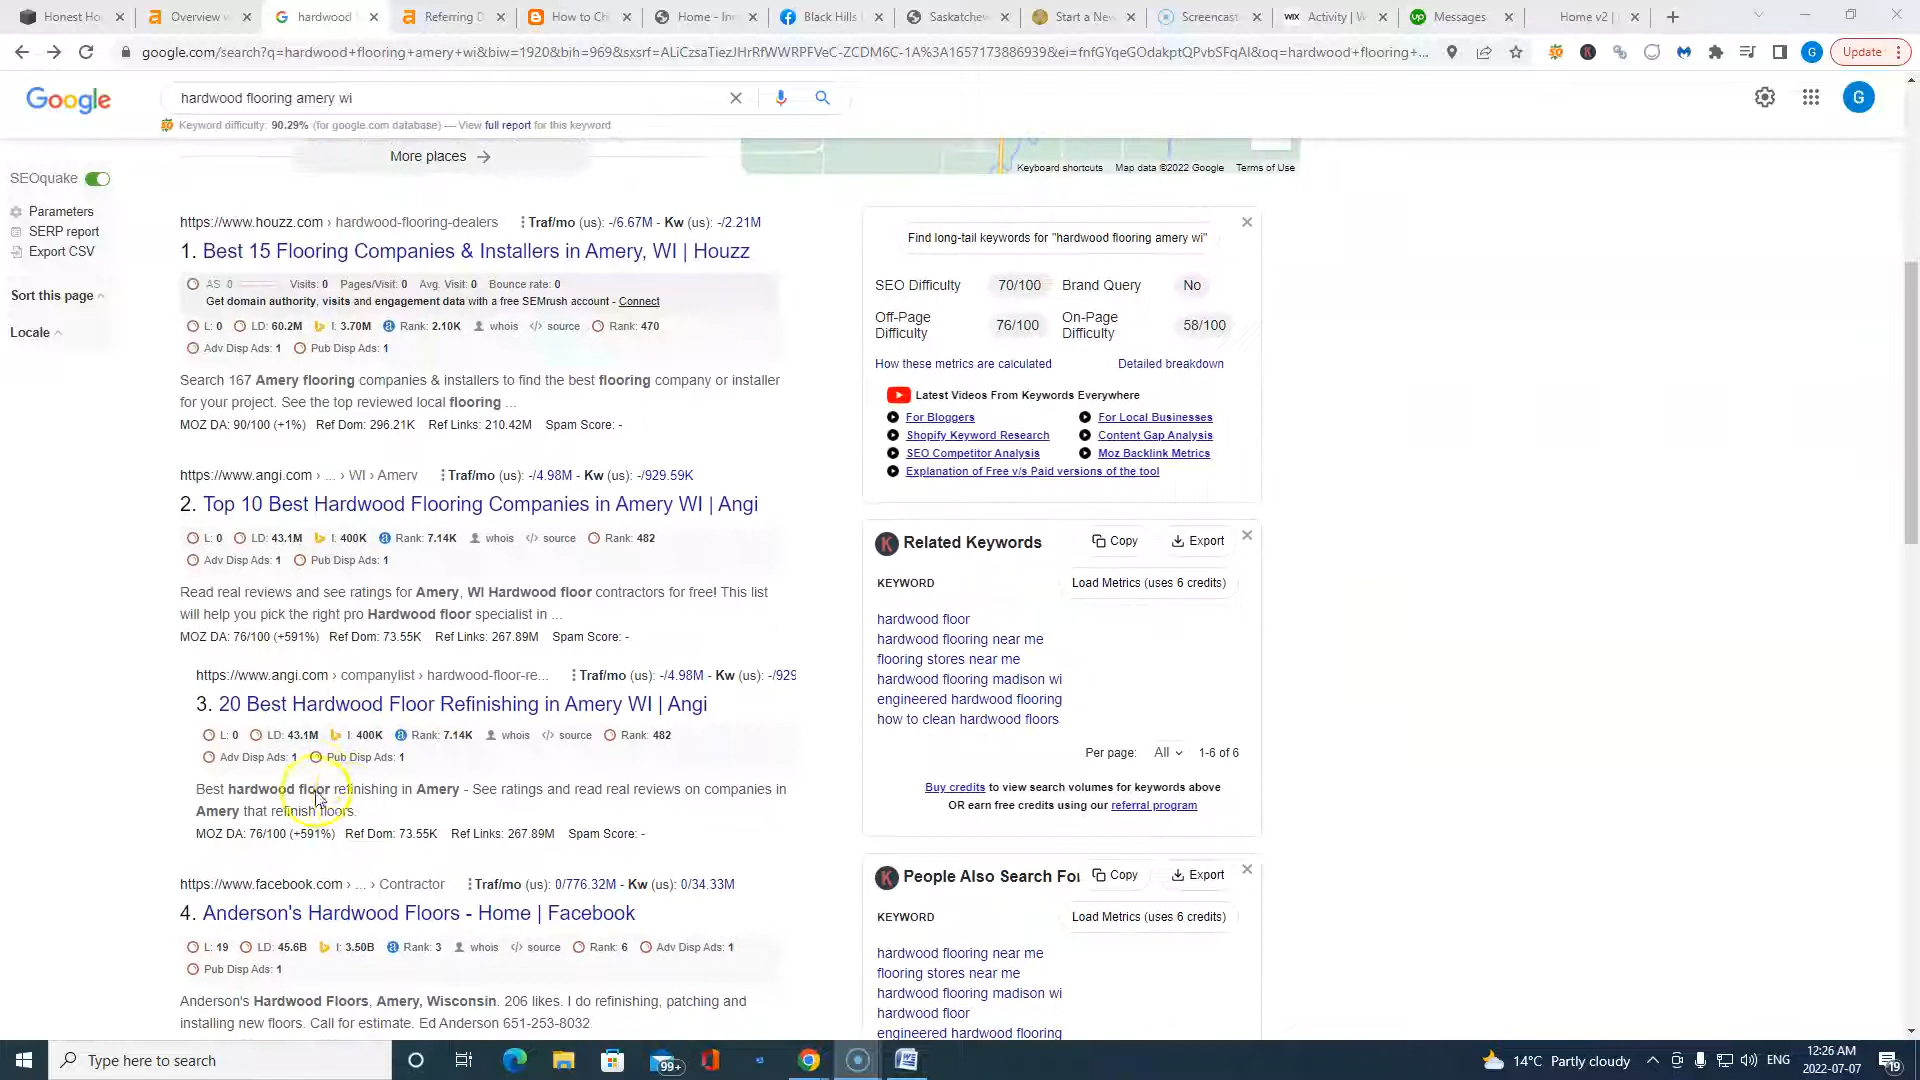 Honest Ho
Overview v
hardwood f
Referring D
How to Ch
Home - Inn
Black Hills
Saskatchew
Start a New
Screencast
WIX Activity | W
up Messages
Home v2 |
google.com/search?q=hardwood+flooring+amery+wi&biw=1920&bih=969&sxsrf=ALiCzsaTiezJHrRfWWRPFVeC-ZCDM6C-1A%3A1657173886939&ei=fnfGYqeGOdakptQPvbSFqAI&oq=hardwood+flooring+...
G
Update
Google
hardwood flooring amery wi
G
Keyword difficulty: 90.29% (for google.com database) — View full report for this keyword
More places
Keyboard shortcuts Map data ©2022 Google Terms of Use
SEOquake
Parameters
SERP report
Export CSV
Sort this page
Locale
https://www.houzz.com › hardwood-flooring-dealers Traf/mo (us): -/6.67M - Kw (us): -/2.21M
1. Best 15 Flooring Companies & Installers in Amery, WI | Houzz
AS 0 Visits: 0 Pages/Visit: 0 Avg. Visit: 0 Bounce rate: 0
Get domain authority, visits and engagement data with a free SEMrush account - Connect
L: 0 LD: 60.2M I: 3.70M Rank: 2.10K whois source Rank: 470
Adv Disp Ads: 1 Pub Disp Ads: 1
Search 167 Amery flooring companies & installers to find the best flooring company or installer
for your project. See the top reviewed local flooring ...
MOZ DA: 90/100 (+1%) Ref Dom: 296.21K Ref Links: 210.42M Spam Score: -
https://www.angi.com › ... › WI › Amery Traf/mo (us): -/4.98M - Kw (us): -/929.59K
2. Top 10 Best Hardwood Flooring Companies in Amery WI | Angi
L: 0 LD: 43.1M I: 400K Rank: 7.14K whois source Rank: 482
Adv Disp Ads: 1 Pub Disp Ads: 1
Read real reviews and see ratings for Amery, WI Hardwood floor contractors for free! This list
will help you pick the right pro Hardwood floor specialist in ...
MOZ DA: 76/100 (+591%) Ref Dom: 73.55K Ref Links: 267.89M Spam Score: -
https://www.angi.com › companylist › hardwood-floor-re... Traf/mo (us): -/4.98M - Kw (us): -/929
3. 20 Best Hardwood Floor Refinishing in Amery WI | Angi
L: 0 LD: 43.1M I: 400K Rank: 7.14K whois source Rank: 482
Adv Disp Ads: 1 Pub Disp Ads: 1
Best hardwood floor refinishing in Amery - See ratings and read real reviews on companies in
Amery that refinish floors.
MOZ DA: 76/100 (+591%) Ref Dom: 73.55K Ref Links: 267.89M Spam Score: -
https://www.facebook.com › ... › Contractor Traf/mo (us): 0/776.32M - Kw (us): 0/34.33M
4. Anderson's Hardwood Floors - Home | Facebook
L: 19 LD: 45.6B I: 3.50B Rank: 3 whois source Rank: 6 Adv Disp Ads: 1
Pub Disp Ads: 1
Anderson's Hardwood Floors, Amery, Wisconsin. 206 likes. I do refinishing, patching and
installing new floors. Call for estimate. Ed Anderson 651-253-8032
Find long-tail keywords for "hardwood flooring amery wi"
SEO Difficulty 70/100 Brand Query No
Off-Page Difficulty 76/100 On-Page Difficulty 58/100
How these metrics are calculated Detailed breakdown
Latest Videos From Keywords Everywhere
For Bloggers For Local Businesses
Shopify Keyword Research Content Gap Analysis
SEO Competitor Analysis Moz Backlink Metrics
Explanation of Free v/s Paid versions of the tool
K Related Keywords Copy Export
KEYWORD Load Metrics (uses 6 credits)
hardwood floor
hardwood flooring near me
flooring stores near me
hardwood flooring madison wi
engineered hardwood flooring
how to clean hardwood floors
Per page: All 1-6 of 6
Buy credits to view search volumes for keywords above
OR earn free credits using our referral program
K People Also Search For Copy Export
KEYWORD Load Metrics (uses 6 credits)
hardwood flooring near me
flooring stores near me
hardwood flooring madison wi
hardwood floor
engineered hardwood flooring
Type here to search
99+
14°C Partly cloudy
ENG
12:26 AM
2022-07-07
19